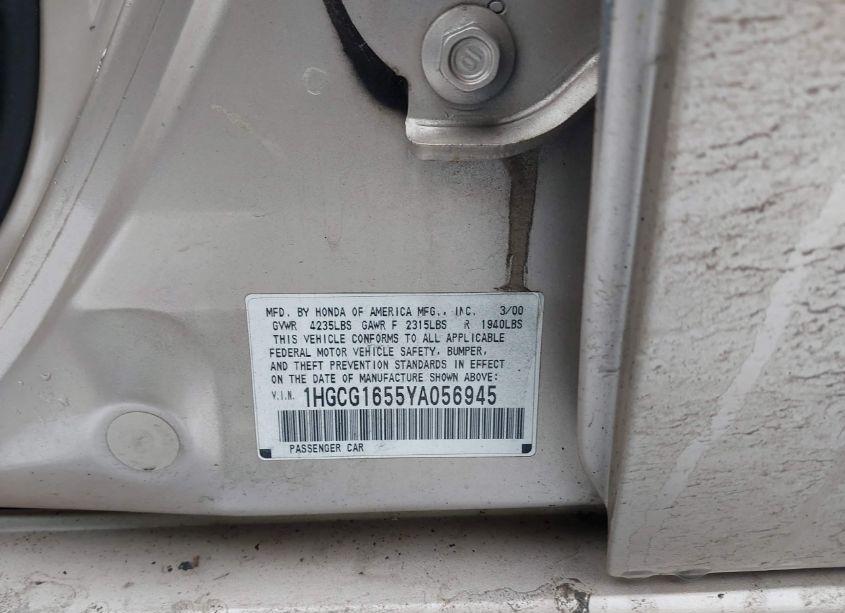 MFD. BY HONDA OF AMERICA MFG., INC. 3/00
GVWR 4235LBS GAWR F 2315LBS R 1940LBS
THIS VEHICLE CONFORMS TO ALL APPLICABLE
FEDERAL MOTOR VEHICLE SAFETY, BUMPER,
AND THEFT PREVENTION STANDARDS IN EFFECT
ON THE DATE OF MANUFACTURE SHOWN ABOVE:
V.I.N. 1HGCG1655YA056945
PASSENGER CAR